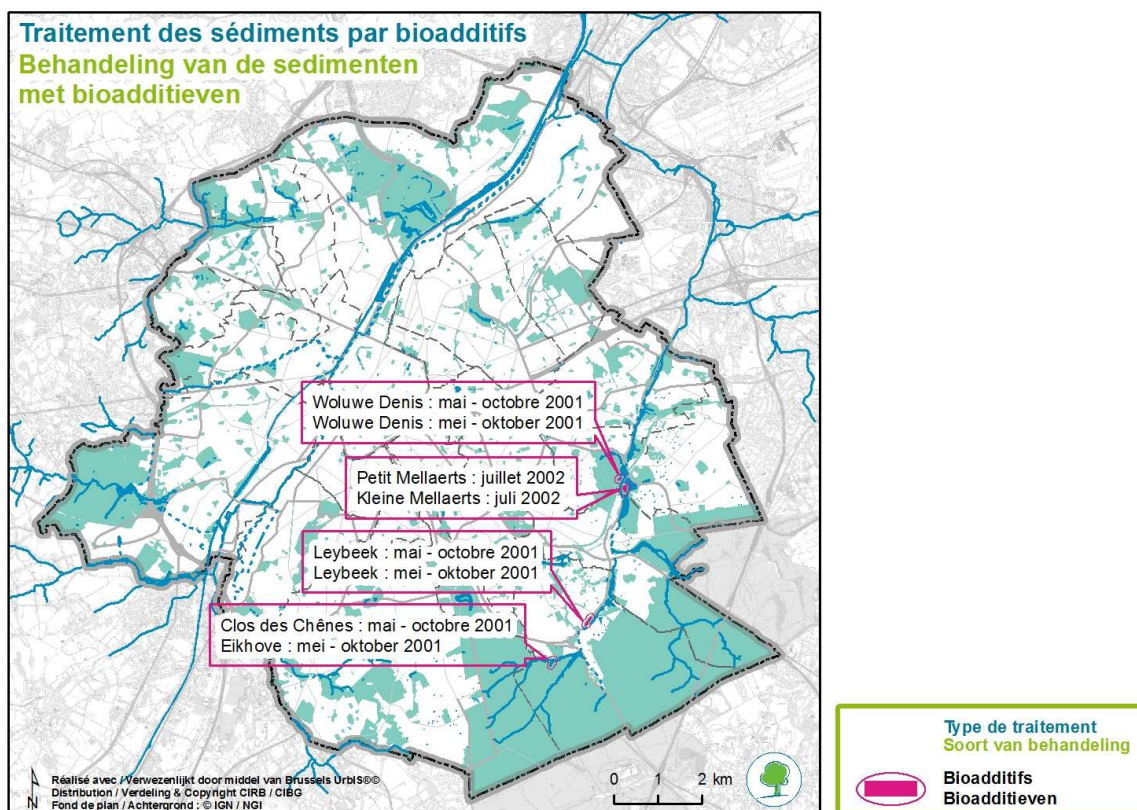 Traitement des sédiments par bioadditifs
Behandeling van de sedimenten
met bioadditieven
Woluwe Denis : mai - octobre 2001
Woluwe Denis : mei - oktober 2001
Petit Mellaerts : juillet 2002
Kleine Mellaerts : juli 2002
Leybeek : mai - octobre 2001
Leybeek : mei - oktober 2001
Clos des Chênes : mai - octobre 2001
Eikhove : mei - oktober 2001
N
Réalisé avec / Verwezenlijkt door middel van Brussels UrbIS®©
Distribution / Verdeling & Copyright CIRB / CIBG
Fond de plan / Achtergrond : © IGN / NGI
0 1 2 km
Type de traitement
Soort van behandeling
Bioadditifs
Bioadditieven